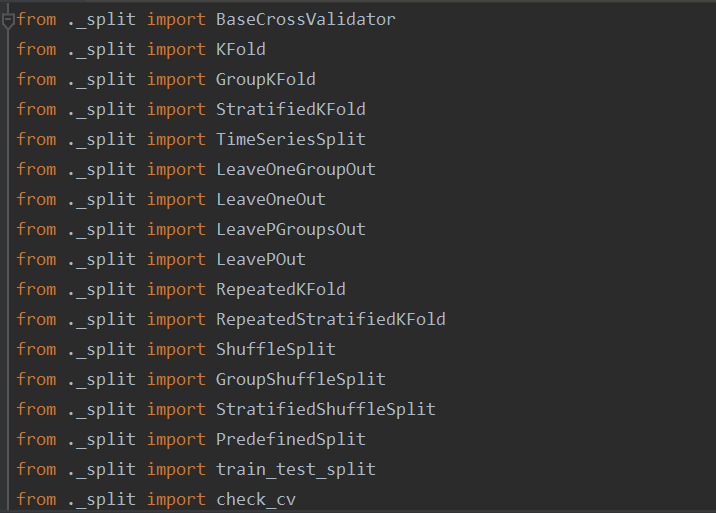 from ._split import BaseCrossValidator
from ._split import KFold
from ._split import GroupKFold
from ._split import StratifiedKFold
from ._split import TimeSeriesSplit
from ._split import LeaveOneGroupOut
from ._split import LeaveOneOut
from ._split import LeavePGroupsOut
from ._split import LeavePOut
from ._split import RepeatedKFold
from ._split import RepeatedStratifiedKFold
from ._split import ShuffleSplit
from ._split import GroupShuffleSplit
from ._split import StratifiedShuffleSplit
from ._split import PredefinedSplit
from ._split import train_test_split
from ._split import check_cv